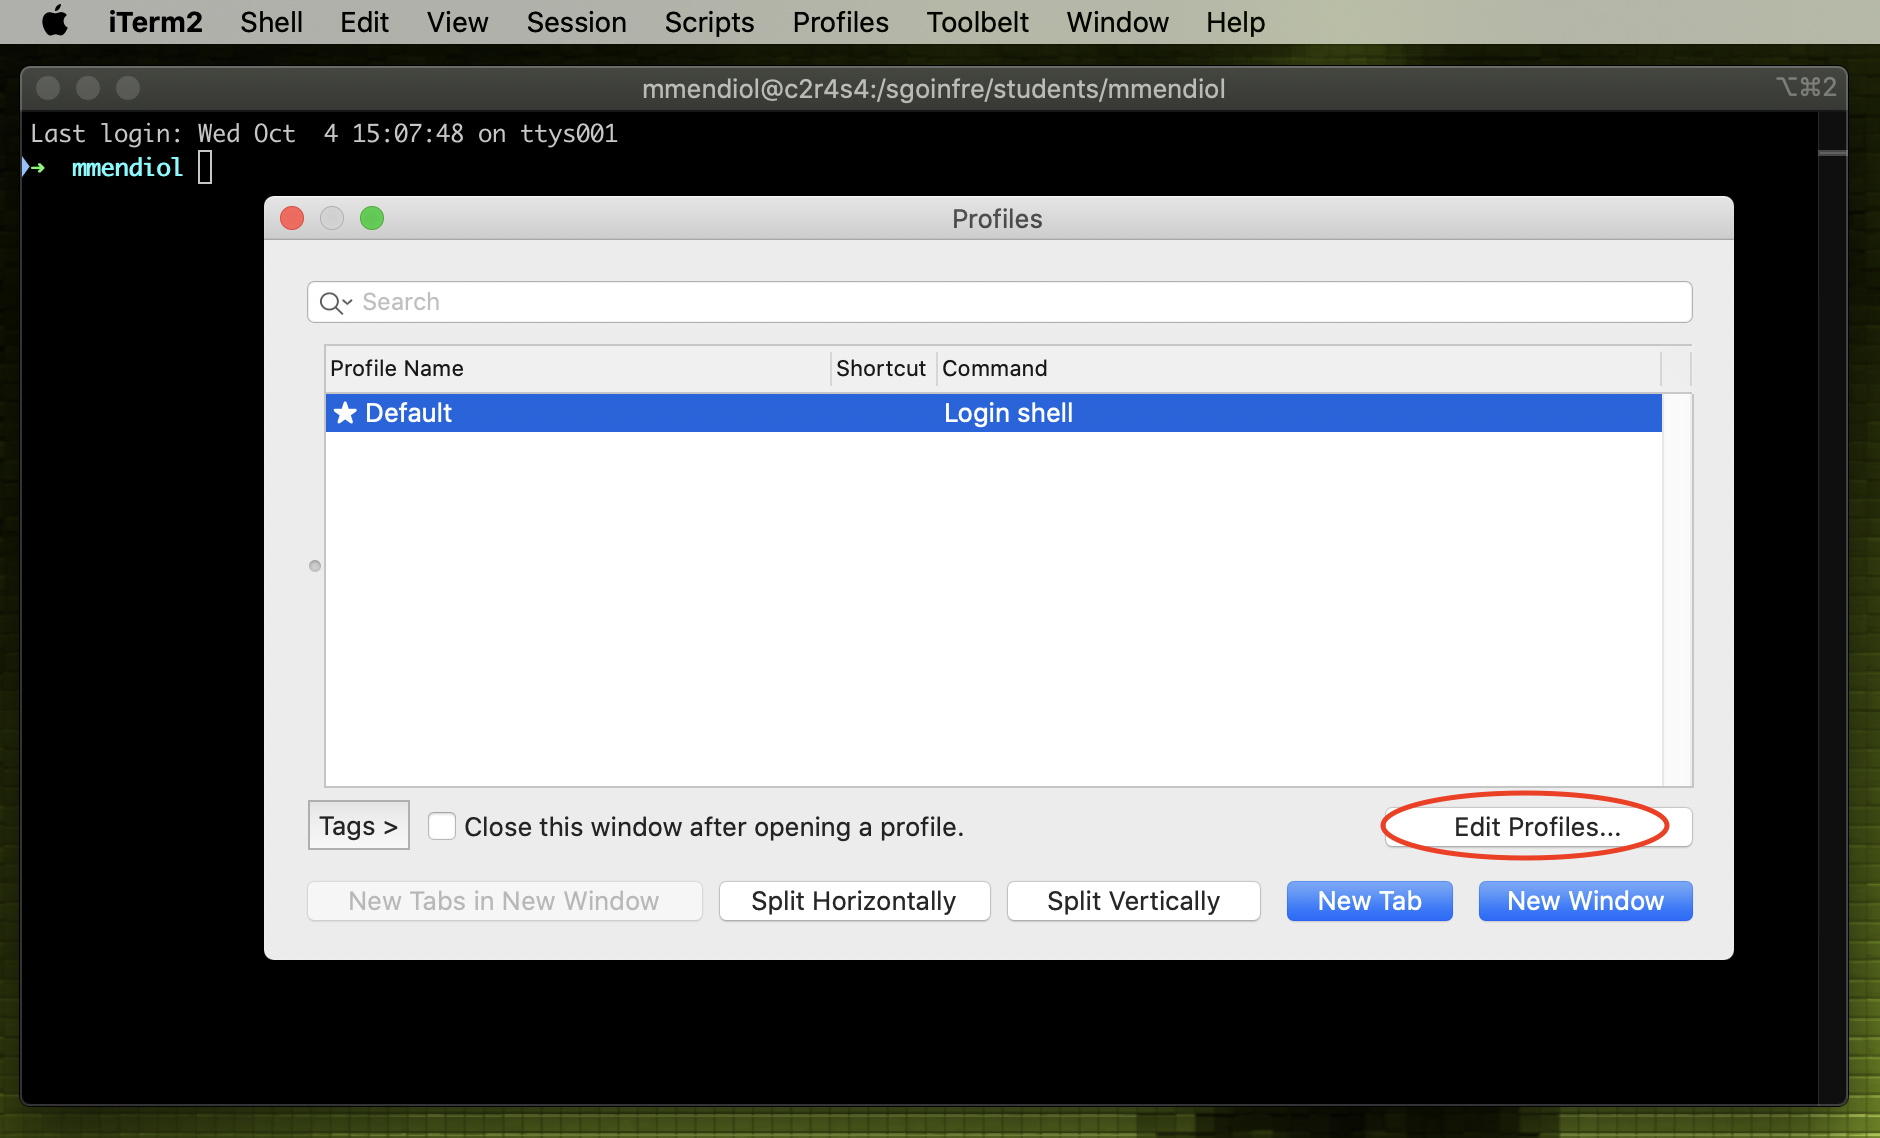 iTerm2 Shell Edit View Session Scripts Profiles Toolbelt Window Help
mmendiol@c2r4s4:/sgoinfre/students/mmendiol ⌥⌘2
Last login: Wed Oct  4 15:07:48 on ttys001
➜  mmendiol
Profiles
Search
Profile Name Shortcut Command
★ Default Login shell
Tags > Close this window after opening a profile. Edit Profiles...
New Tabs in New Window Split Horizontally Split Vertically New Tab New Window